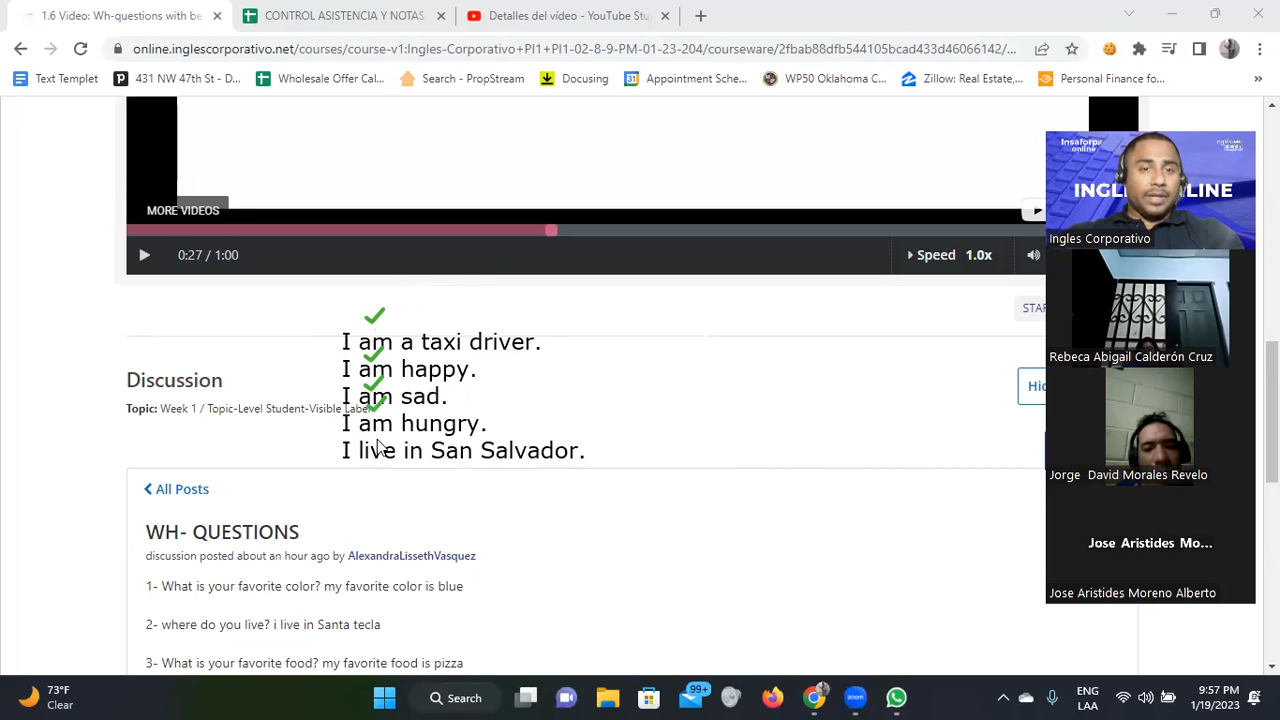 1.6 Video: Wh-questions with be
CONTROL ASISTENCIA Y NOTAS
Detalles del vídeo - YouTube Stu
online.inglescorporativo.net/courses/course-v1:Ingles-Corporativo+PI1+PI1-02-8-9-PM-01-23-204/courseware/2fbab88dfb544105bcad433d46066142/...
Text Templet
431 NW 47th St - D...
Wholesale Offer Cal...
Search - PropStream
Docusing
Appointment Sche...
WP50 Oklahoma C...
Zillow: Real Estate,...
Personal Finance fo...
MORE VIDEOS
0:27 / 1:00
Speed 1.0x
I am a taxi driver.
I am happy.
I am sad.
I am hungry.
I live in San Salvador.
Discussion
Topic: Week 1 / Topic-Level Student-Visible Label
All Posts
WH- QUESTIONS
discussion posted about an hour ago by AlexandraLissethVasquez
1- What is your favorite color? my favorite color is blue
2- where do you live? i live in Santa tecla
3- What is your favorite food? my favorite food is pizza
Insaforp
online
Ingles Corporativo
Rebeca Abigail Calderón Cruz
Jorge David Morales Revelo
Jose Aristides Mo...
Jose Arístides Moreno Alberto
73°F
Clear
Search
99+
ENG
LAA
9:57 PM
1/19/2023